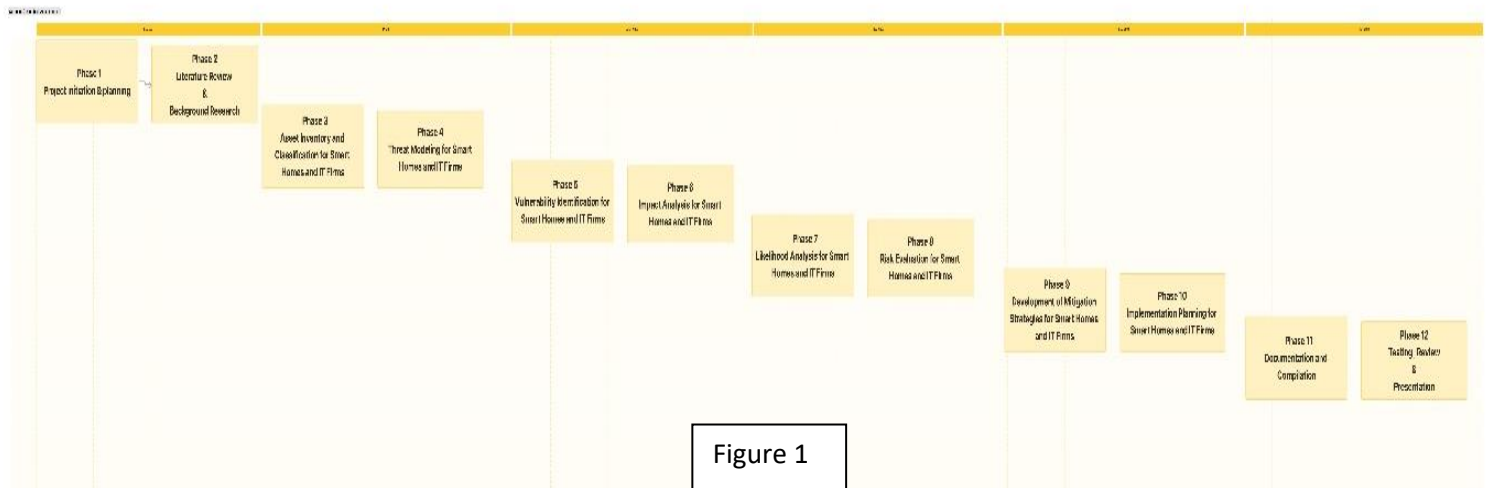 Phase 1
Project Initiation & planning
Phase 2
Literature Review
&
Background Research
Phase 3
Asset Inventory and
Classification for Smart
Homes and IT Firms
Phase 4
Threat Modeling for Smart
Homes and IT Firms
Phase 5
Vulnerability Identification for
Smart Homes and IT Firms
Phase 6
Impact Analysis for Smart
Homes and IT Firms
Phase 7
Likelihood Analysis for Smart
Homes and IT Firms
Phase 8
Risk Evaluation for Smart
Homes and IT Firms
Phase 9
Development of Mitigation
Strategies for Smart Homes
and IT Firms
Phase 10
Implementation Planning for
Smart Homes and IT Firms
Phase 11
Documentation and
Compilation
Phase 12
Testing Review
&
Presentation
Figure 1